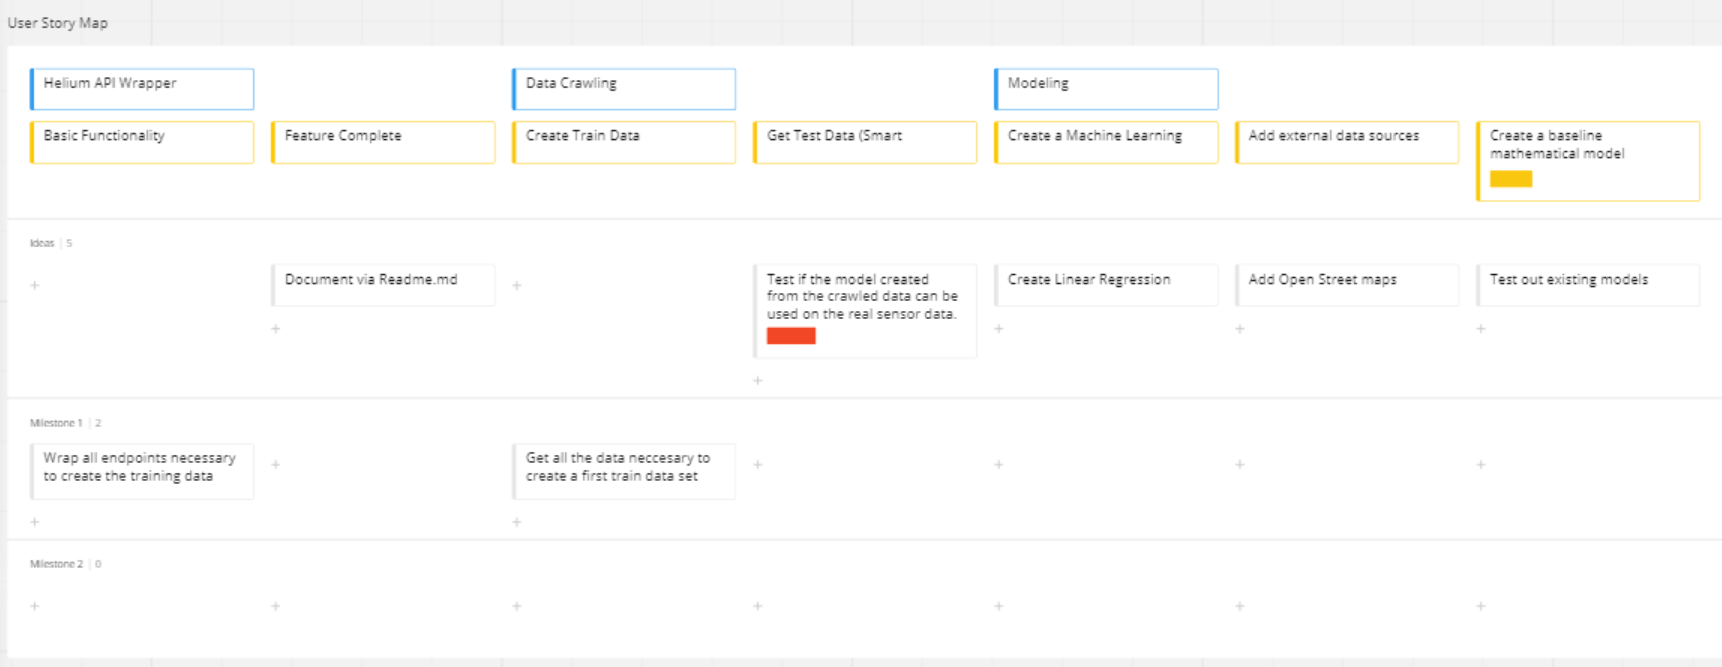 User Story Map
Helium API Wrapper
Data Crawling
Modeling
Basic Functionality
Feature Complete
Create Train Data
Get Test Data (Smart
Create a Machine Learning
Add external data sources
Create a baseline
mathematical model
Ideas | 5
Document via Readme.md
Test if the model created
from the crawled data can be
used on the real sensor data.
Create Linear Regression
Add Open Street maps
Test out existing models
Milestone 1 | 2
Wrap all endpoints necessary
to create the training data
Get all the data neccesary to
create a first train data set
Milestone 2 | 0